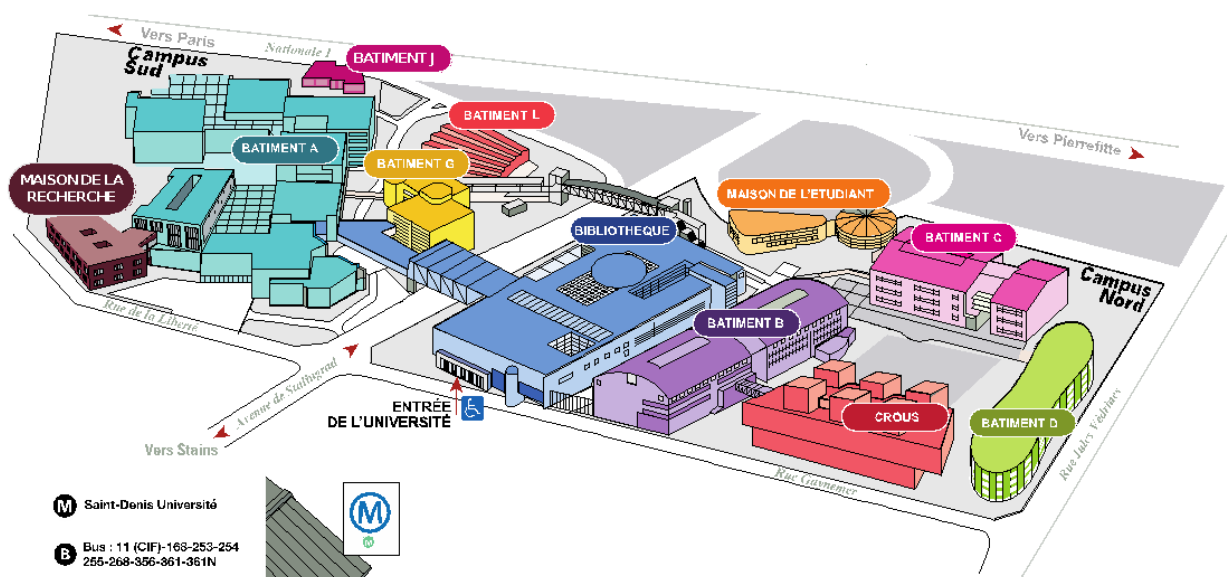 Vers Paris
Nationale 1
Campus
Sud
BATIMENT J
BATIMENT L
Vers Pierrefitte
BATIMENT A
BATIMENT G
MAISON DE LA
RECHERCHE
MAISON DE L'ETUDIANT
BIBLIOTHEQUE
BATIMENT C
Campus
Nord
Rue de la Liberté
BATIMENT B
Avenue de Stalingrad
ENTRÉE
DE L'UNIVERSITÉ
CROUS
BATIMENT D
Vers Stains
Rue Guynemer
Rue Jules Védrines
M Saint-Denis Université
M
M
B Bus : 11 (CIF)-168-253-254
255-268-356-361-361N